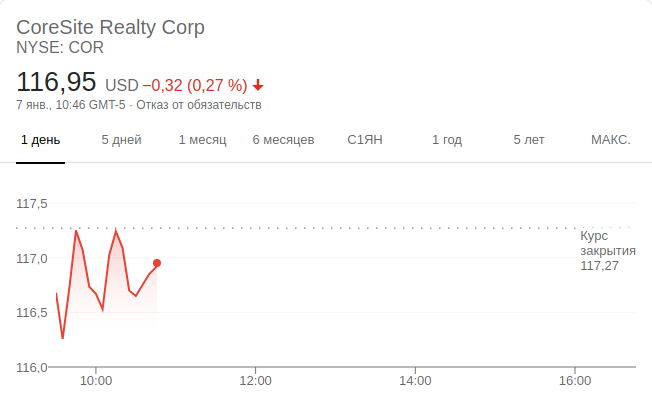 CoreSite Realty Corp
NYSE: COR
116,95 USD −0,32 (0,27 %)
7 янв., 10:46 GMT-5 · Отказ от обязательств
1 день 5 дней 1 месяц 6 месяцев С1ЯН 1 год 5 лет МАКС.
117,5
Курс
закрытия
117,27
117,0
116,5
116,0
10:00 12:00 14:00 16:00